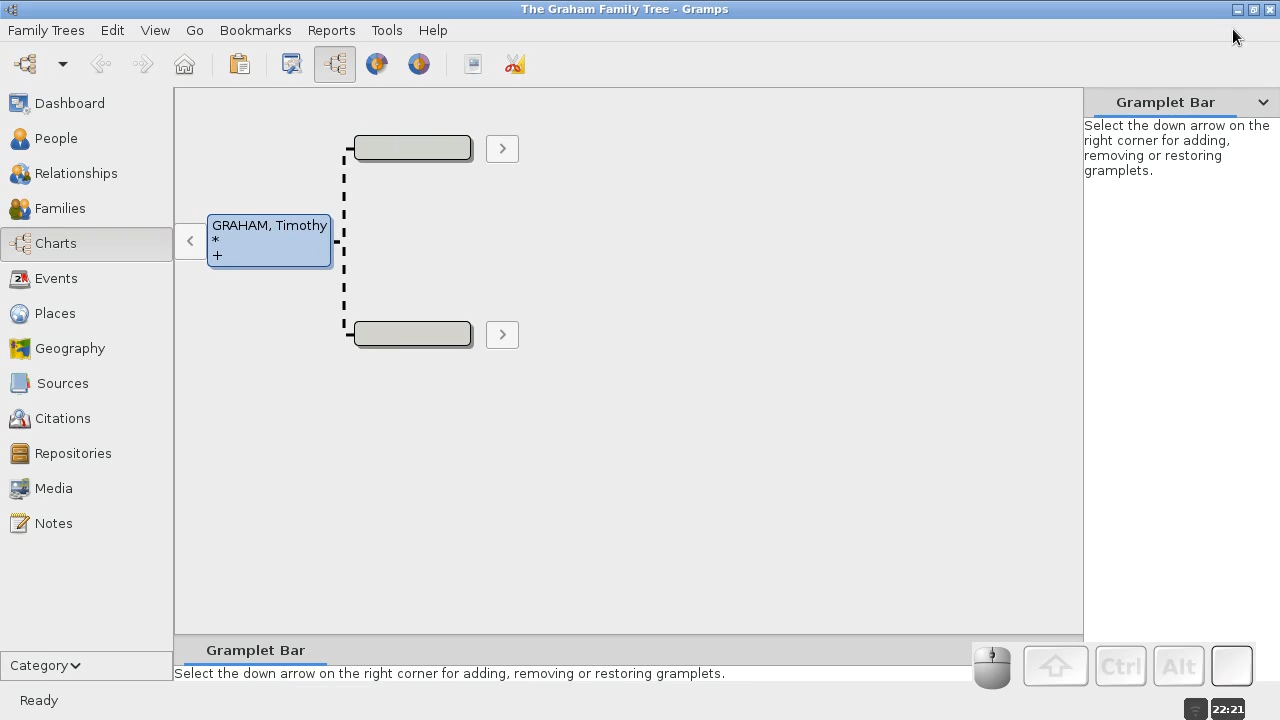 The Graham Family Tree - Gramps
Family Trees Edit View Go Bookmarks Reports Tools Help
Dashboard
People
Relationships
Families
Charts
Events
Places
Geography
Sources
Citations
Repositories
Media
Notes
Category
Ready
GRAHAM, Timothy
*
+
Gramplet Bar
Select the down arrow on the
right corner for adding,
removing or restoring
gramplets.
Gramplet Bar
Select the down arrow on the right corner for adding, removing or restoring gramplets.
Ctrl
Alt
22:21